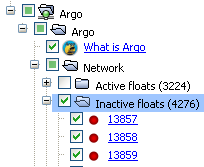 Argo
Argo
What is Argo
Network
Active floats (3224)
Inactive floats (4276)
13857
13858
13859